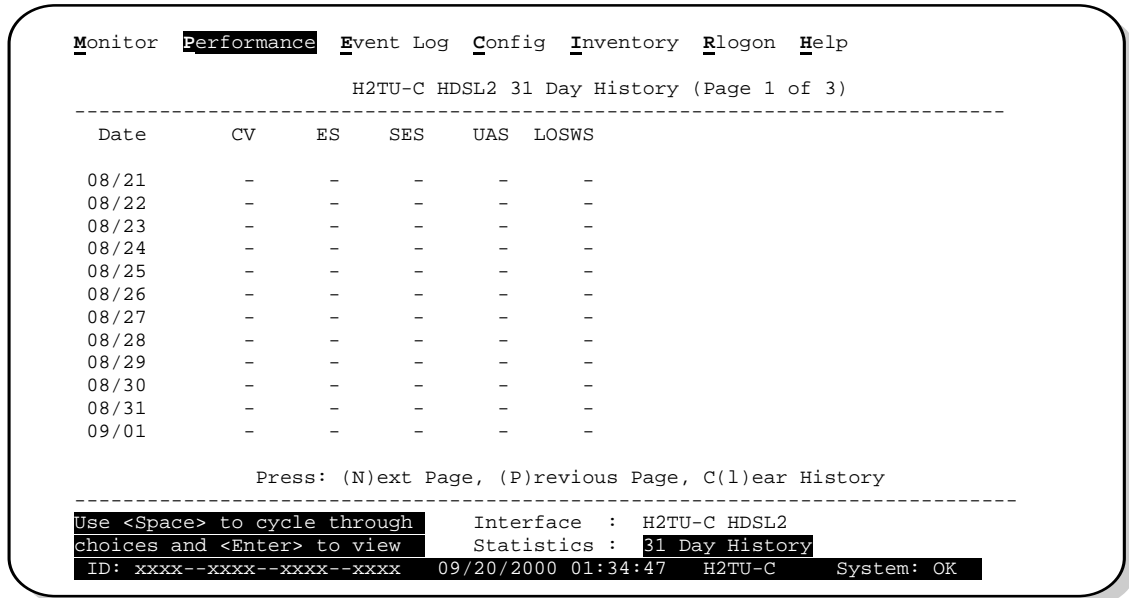 Monitor  Performance  Event Log  Config  Inventory  Rlogon  Help
H2TU-C HDSL2 31 Day History (Page 1 of 3)
-----------------------------------------------------------------------------
Date  CV  ES  SES  UAS  LOSWS
08/21  -  -  -  -  -
08/22  -  -  -  -  -
08/23  -  -  -  -  -
08/24  -  -  -  -  -
08/25  -  -  -  -  -
08/26  -  -  -  -  -
08/27  -  -  -  -  -
08/28  -  -  -  -  -
08/29  -  -  -  -  -
08/30  -  -  -  -  -
08/31  -  -  -  -  -
09/01  -  -  -  -  -
Press: (N)ext Page, (P)revious Page, C(l)ear History
------------------------------------------------------------------------------
Use <Space> to cycle through  Interface  :  H2TU-C HDSL2
choices and <Enter> to view  Statistics :  31 Day History
ID: xxxx--xxxx--xxxx--xxxx  09/20/2000 01:34:47  H2TU-C  System: OK